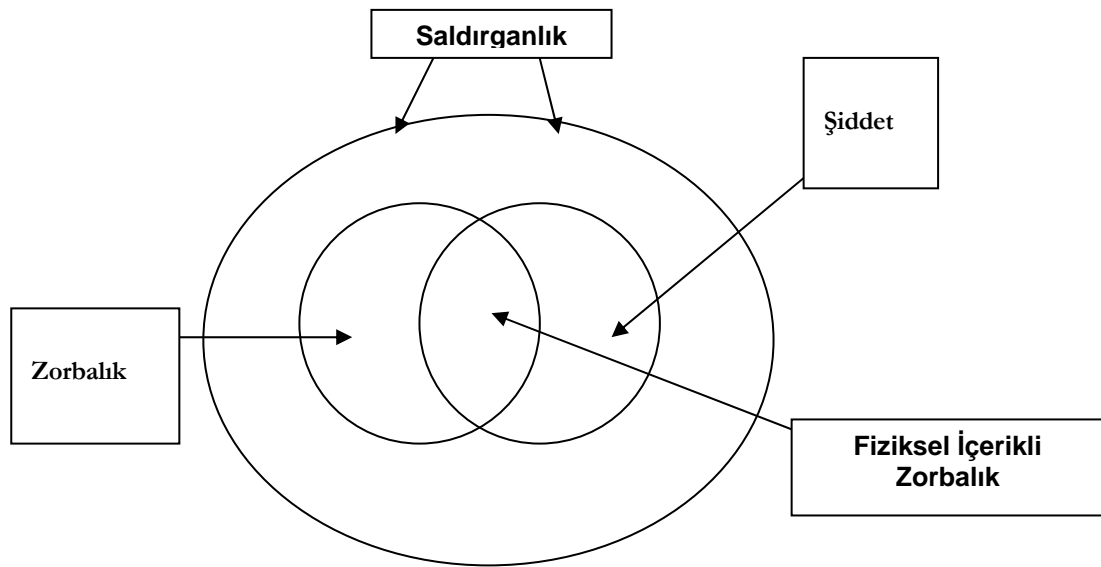 Saldırganlık
Şiddet
Zorbalık
Fiziksel İçerikli
Zorbalık